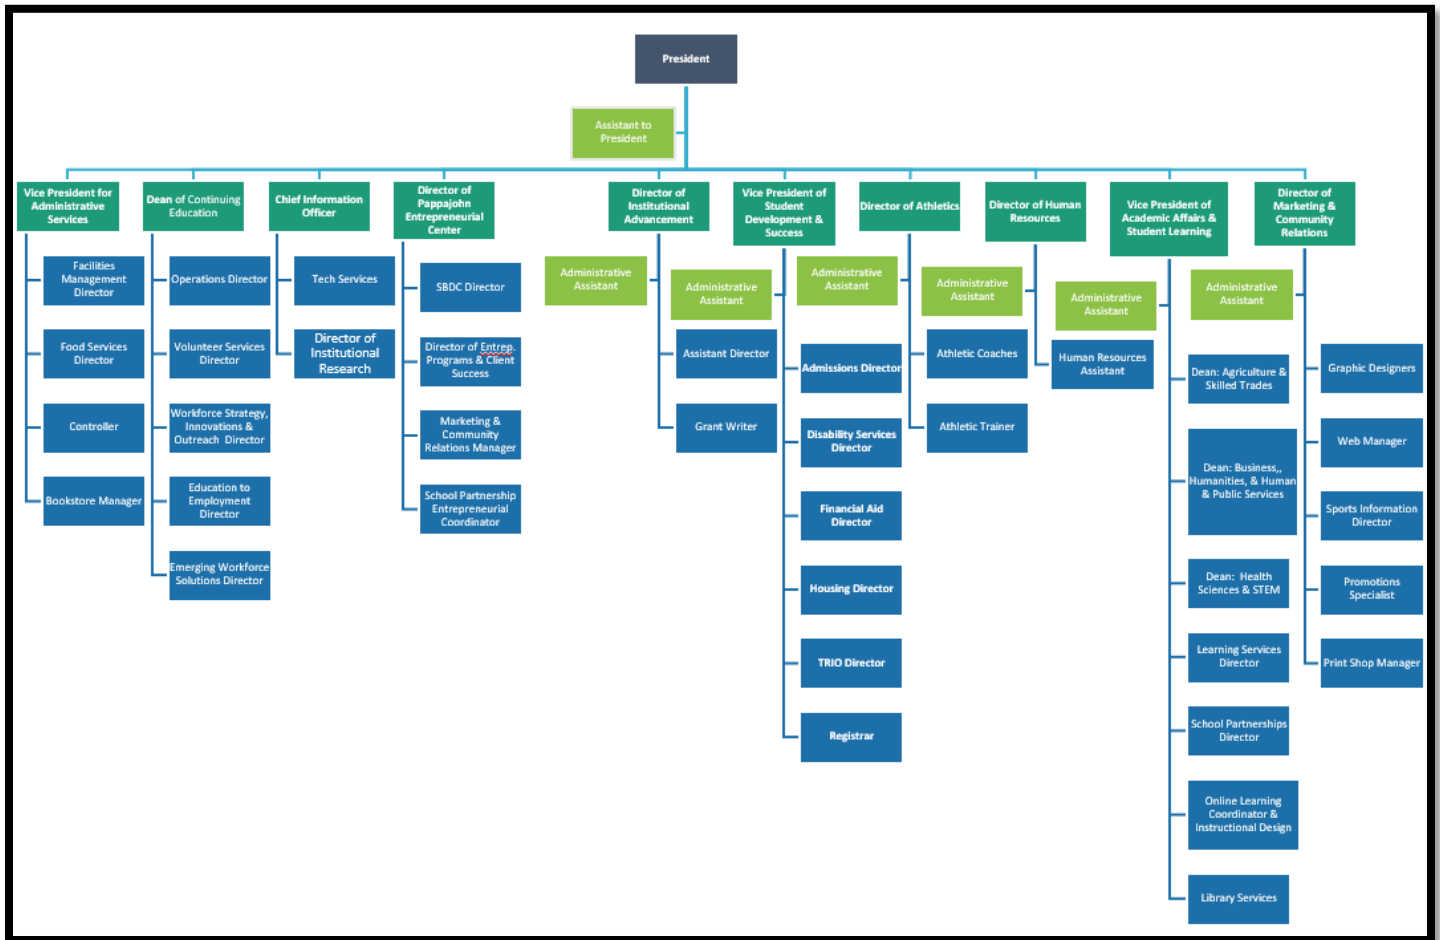 President
Assistant to
President
Vice President for
Administrative
Services
Dean of Continuing
Education
Chief Information
Officer
Director of
Pappajohn
Entrepreneurial
Center
Director of
Institutional
Advancement
Vice President of
Student
Development &
Success
Director of Athletics
Director of Human
Resources
Vice President of
Academic Affairs &
Student Learning
Director of
Marketing &
Community
Relations
Facilities
Management
Director
Food Services
Director
Controller
Bookstore Manager
Operations Director
Volunteer Services
Director
Workforce Strategy,
Innovations &
Outreach  Director
Education to
Employment
Director
Emerging Workforce
Solutions Director
Tech Services
Director of
Institutional
Research
SBDC Director
Director of Entrep.
Programs & Client
Success
Marketing &
Community
Relations Manager
School Partnership
Entrepreneurial
Coordinator
Administrative
Assistant
Assistant Director
Grant Writer
Administrative
Assistant
Admissions Director
Disability Services
Director
Financial Aid
Director
Housing Director
TRIO Director
Registrar
Administrative
Assistant
Athletic Coaches
Athletic Trainer
Administrative
Assistant
Human Resources
Assistant
Administrative
Assistant
Dean: Agriculture &
Skilled Trades
Dean: Business,,
Humanities, & Human
& Public Services
Dean:  Health
Sciences & STEM
Learning Services
Director
School Partnerships
Director
Online Learning
Coordinator &
Instructional Design
Library Services
Administrative
Assistant
Graphic Designers
Web Manager
Sports Information
Director
Promotions
Specialist
Print Shop Manager